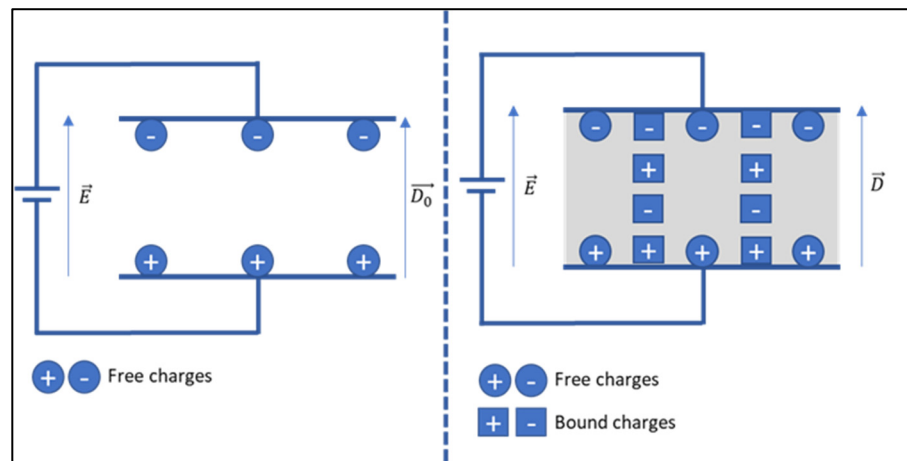 - - -
E D₀
+ + +
+ - Free charges
- - - - -
+ +
E D
- -
+ + + + +
+ - Free charges
+ - Bound charges